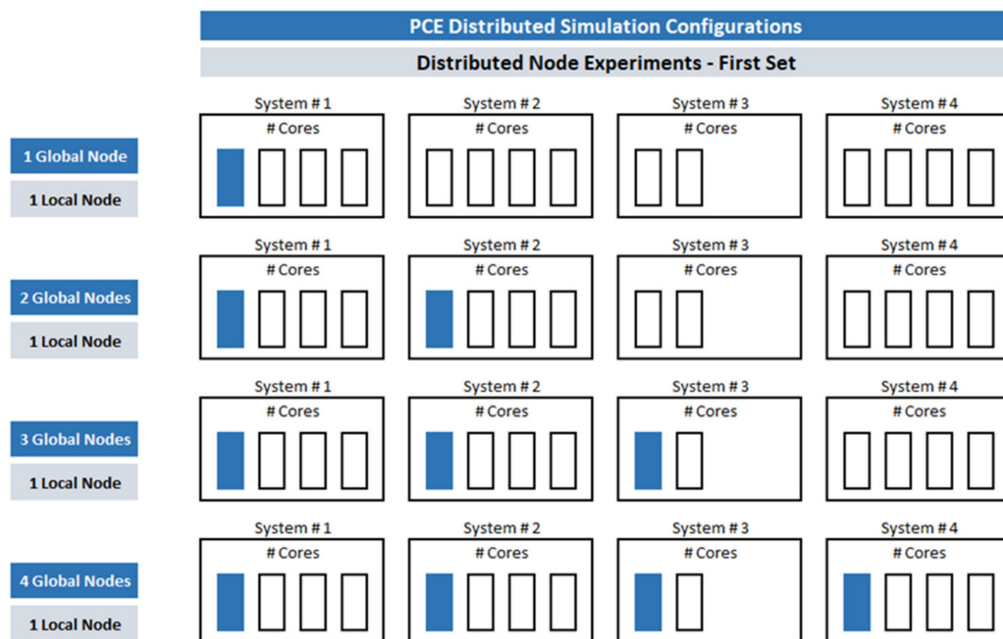 PCE Distributed Simulation Configurations
Distributed Node Experiments - First Set
System # 1 System # 2 System # 3 System # 4
# Cores # Cores # Cores # Cores
1 Global Node
1 Local Node
System # 1 System # 2 System # 3 System # 4
# Cores # Cores # Cores # Cores
2 Global Nodes
1 Local Node
System # 1 System # 2 System # 3 System # 4
# Cores # Cores # Cores # Cores
3 Global Nodes
1 Local Node
System # 1 System # 2 System # 3 System # 4
# Cores # Cores # Cores # Cores
4 Global Nodes
1 Local Node